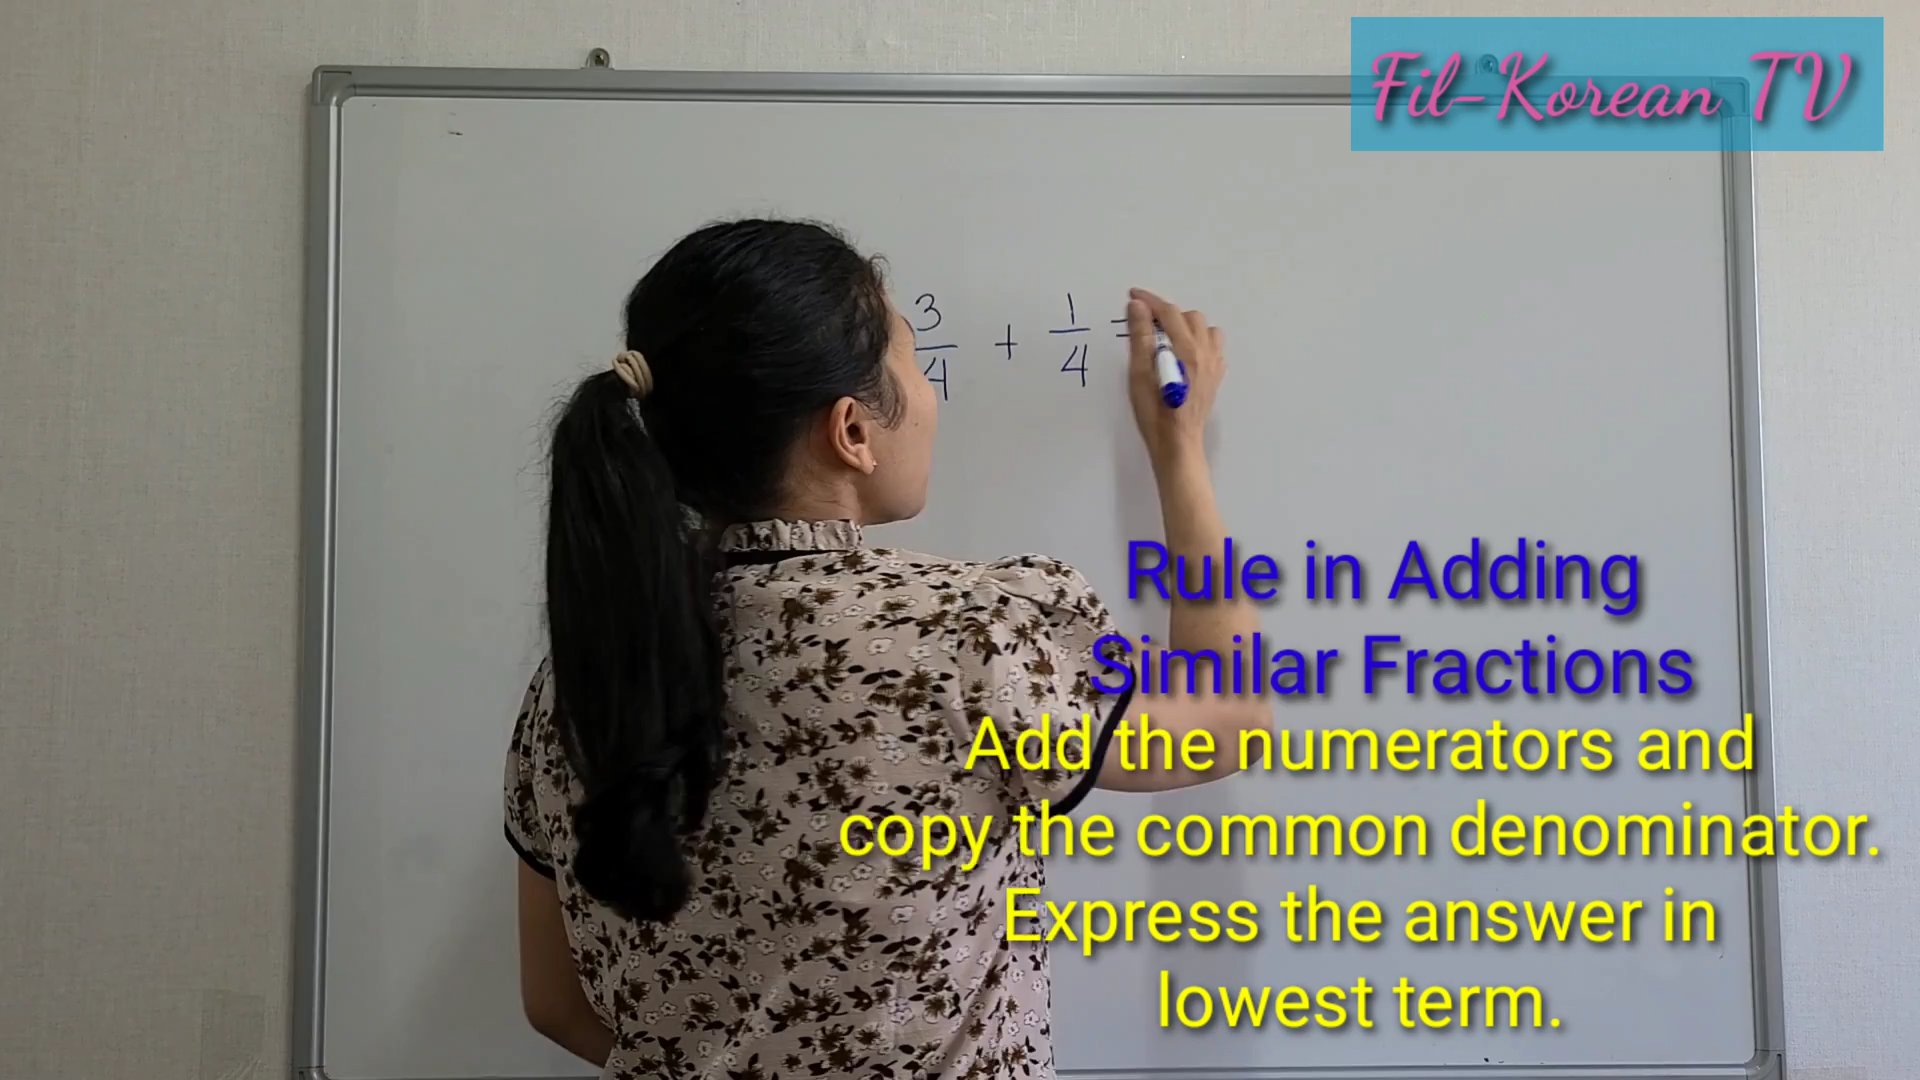 Fil-Korean TV
3/4 + 1/4 =
Rule in Adding
Similar Fractions
Add the numerators and
copy the common denominator.
Express the answer in
lowest term.